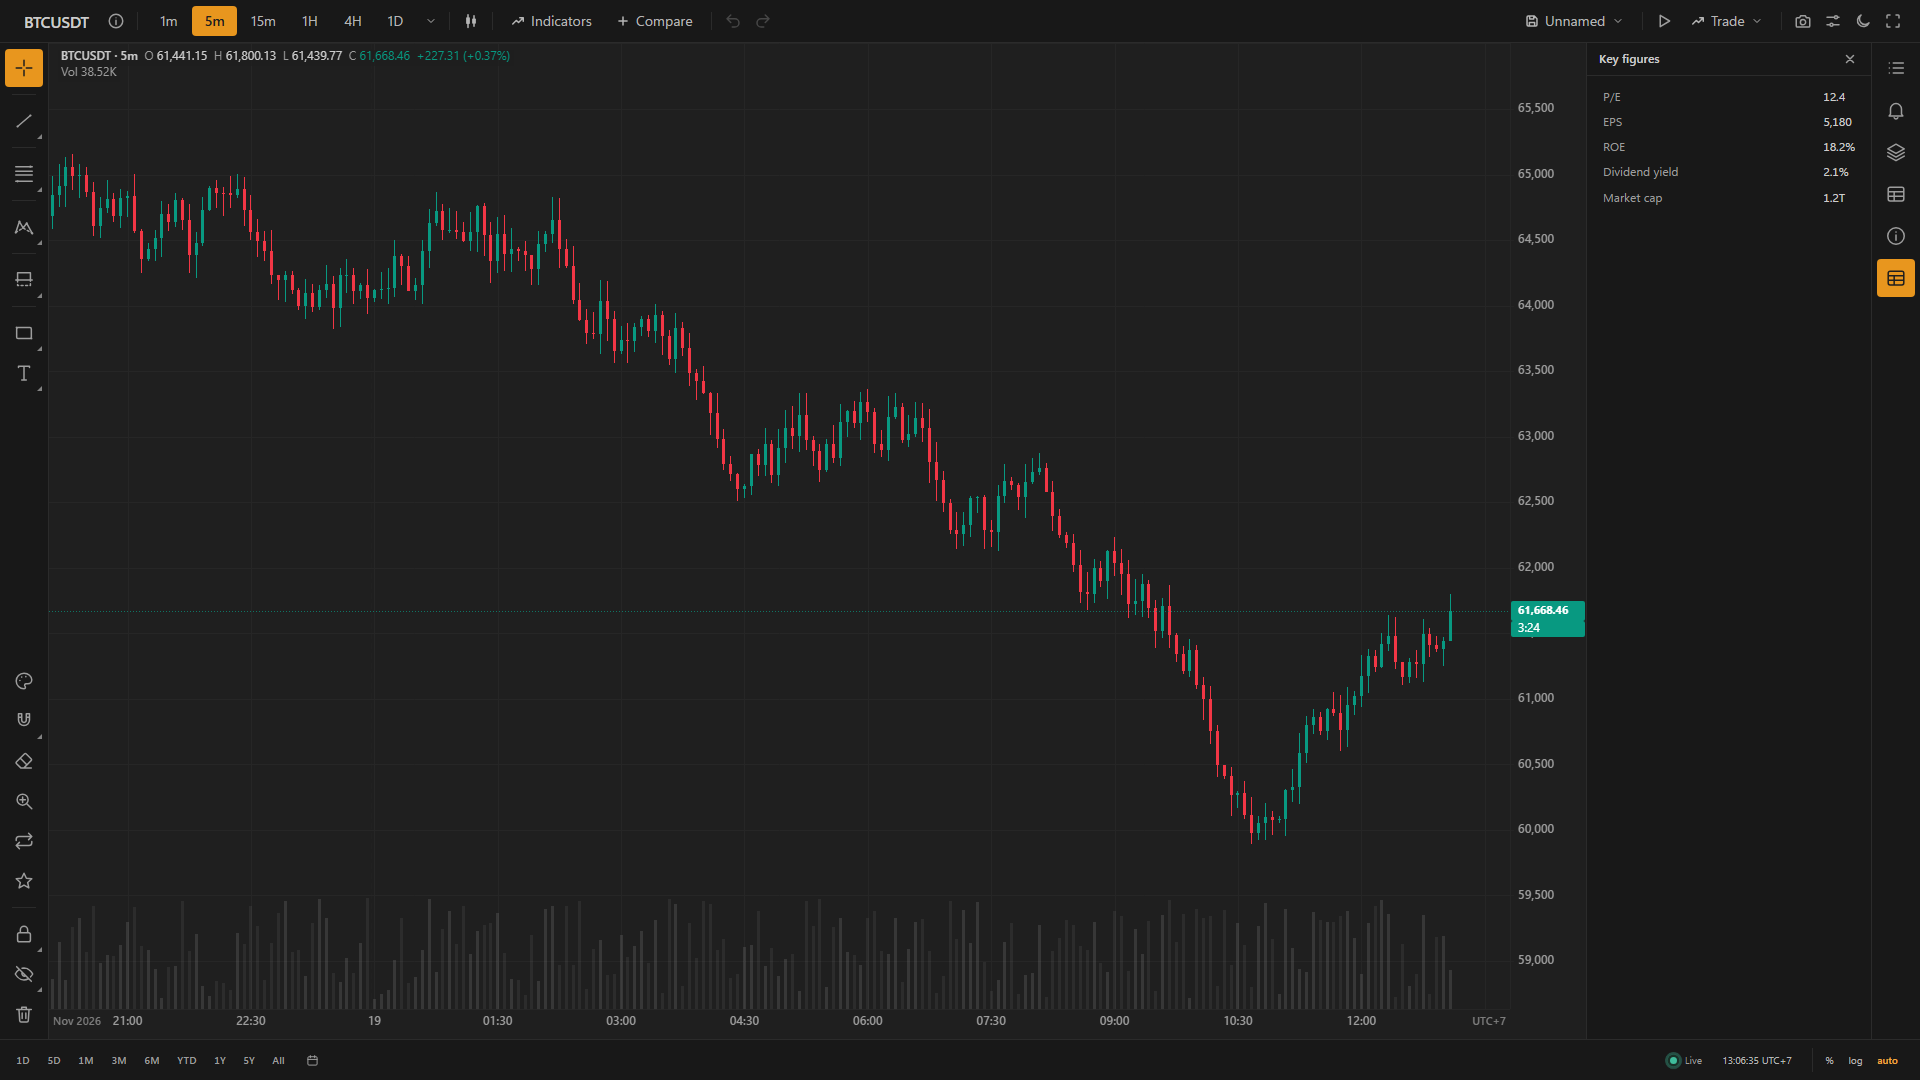 BTCUSDT 1m 5m 15m 1H 4H 1D Indicators Compare Unnamed Trade
BTCUSDT · 5m O 61,441.15 H 61,800.13 L 61,439.77 C 61,668.46 +227.31 (+0.37%)
Vol 38.52K
65,500
65,000
64,500
64,000
63,500
63,000
62,500
62,000
61,668.46
3:24
61,000
60,500
60,000
59,500
59,000
Nov 2026 21:00 22:30 19 01:30 03:00 04:30 06:00 07:30 09:00 10:30 12:00 UTC+7
Key figures
P/E 12.4
EPS 5,180
ROE 18.2%
Dividend yield 2.1%
Market cap 1.2T
1D 5D 1M 3M 6M YTD 1Y 5Y All Live 13:06:35 UTC+7 % log auto